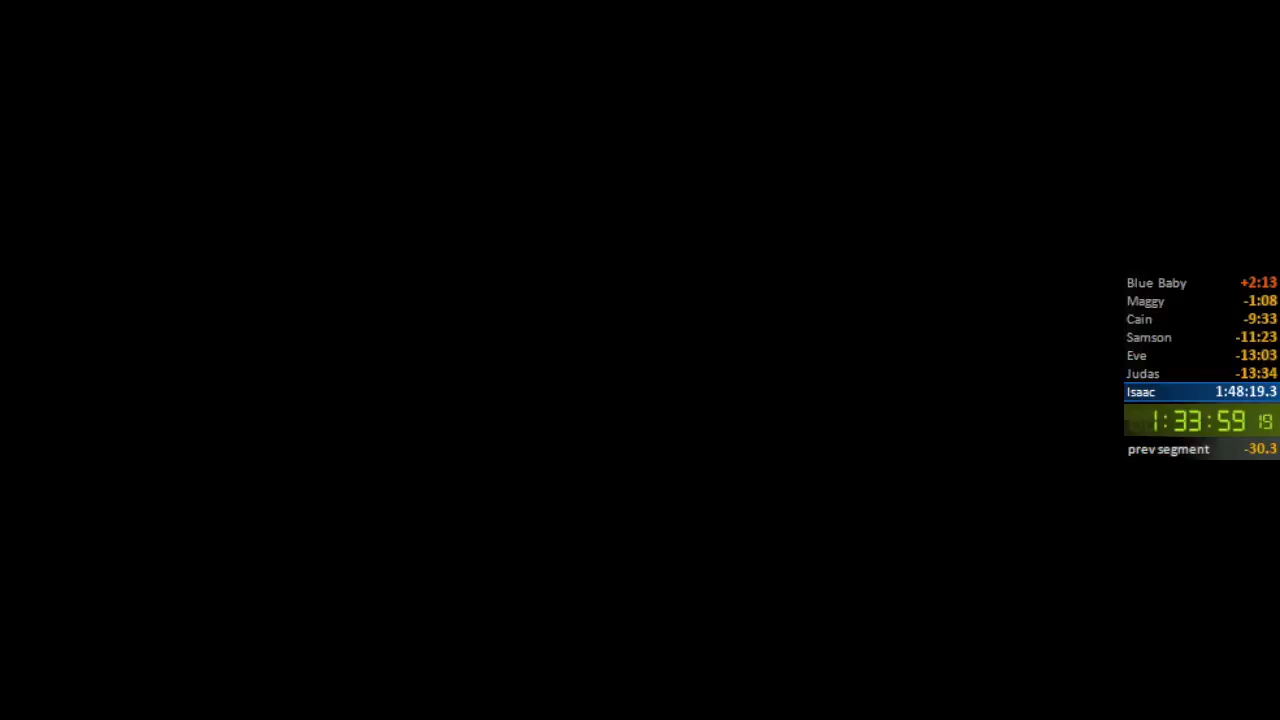 Blue Baby +2:13
Maggy -1:08
Cain -9:33
Samson -11:23
Eve -13:03
Judas -13:34
Isaac 1:48:19.3
1:33:59 19
prev segment -30.3